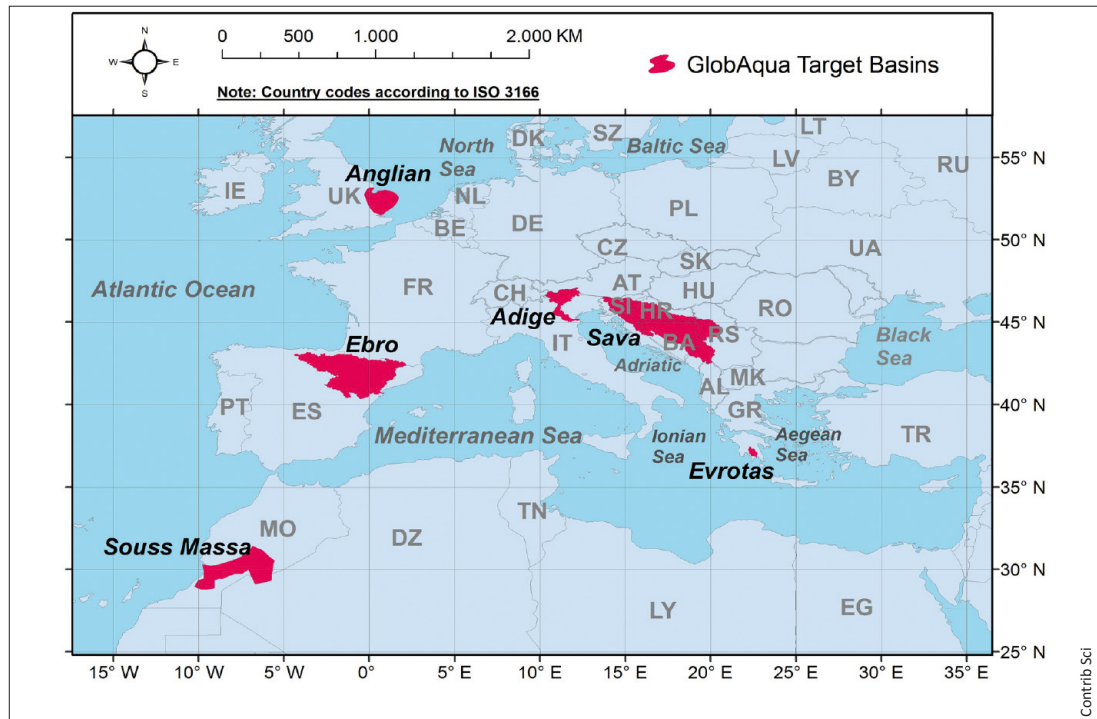 N
W E
S
0 500 1.000 2.000 KM
Note: Country codes according to ISO 3166
GlobAqua Target Basins
North
Sea
DK
SZ
Baltic Sea
LT
LV
RU
55° N
BY
IE
UK
Anglian
NL
BE
DE
PL
CZ
SK
UA
50° N
Atlantic Ocean
FR
CH
AT
HU
RO
SI
HR
Adige
Sava
RS
BA
45° N
Ebro
IT
Adriatic
Black
Sea
AL
MK
PT
ES
GR
40° N
Mediterranean Sea
Ionian
Sea
Aegean
Sea
TR
Evrotas
35° N
MO
TN
DZ
Souss Massa
30° N
LY
EG
25° N
15° W 10° W 5° W 0° 5° E 10° E 15° E 20° E 25° E 30° E 35° E
Contrib Sci